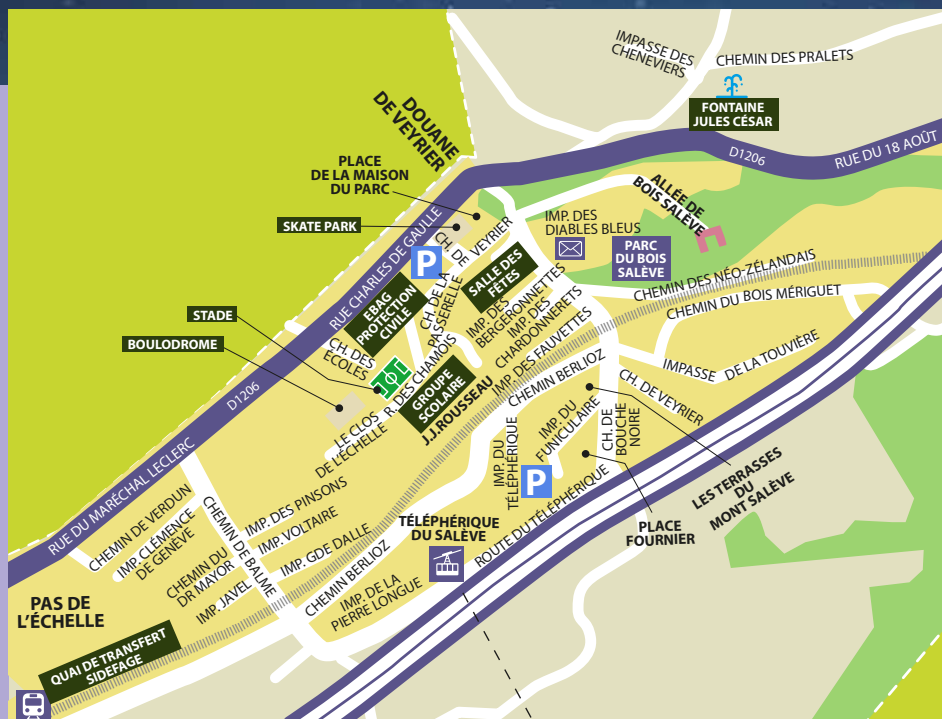 IMPASSE DES
CHENEVIERS
CHEMIN DES PRALETS
FONTAINE
JULES CÉSAR
DOUANE
DE VEYRIER
D1206
RUE DU 18 AOÛT
PLACE
DE LA MAISON
DU PARC
SKATE PARK
ALLÉE DE
BOIS SALÈVE
IMP. DES
DIABLES BLEUS
PARC
DU BOIS
SALÈVE
CH. DE VEYRIER
RUE CHARLES DE GAULLE
P
SALLE DES
FÊTES
EBAG
PROTECTION
CIVILE
CH. DE LA
PASSERELLE
IMP. DES
BERGERONNETTES
IMP. DES
CHARDONNERETS
IMP. DES FAUVETTES
CHEMIN DES NÉO-ZÉLANDAIS
CHEMIN DU BOIS MÉRIGUET
STADE
BOULODROME
CH. DES
ÉCOLES
R. DES CHAMOIS
GROUPE
SCOLAIRE
J.J.ROUSSEAU
CHEMIN BERLIOZ
IMPASSE DE LA TOUVIÈRE
CH. DE VEYRIER
D1206
LE CLOS
DE L'ÉCHELLE
IMP. DU
TÉLÉPHÉRIQUE
IMP. DU
FUNICULAIRE
CH. DE
BOUCHE
NOIRE
P
RUE DU MARÉCHAL LECLERC
CHEMIN DE VERDUN
IMP. CLÉMENCE
DE GENÈVE
CHEMIN DE BALME
IMP. DES PINSONS
IMP. VOLTAIRE
CHEMIN DU
DR MAYOR
IMP. JAVEL
IMP. GDE DALLE
TÉLÉPHÉRIQUE
DU SALÈVE
ROUTE DU TÉLÉPHÉRIQUE
PLACE
FOURNIER
LES TERRASSES
DU
MONT SALÈVE
CHEMIN BERLIOZ
IMP. DE LA
PIERRE LONGUE
PAS DE
L'ÉCHELLE
QUAI DE TRANSFERT
SIDEFAGE